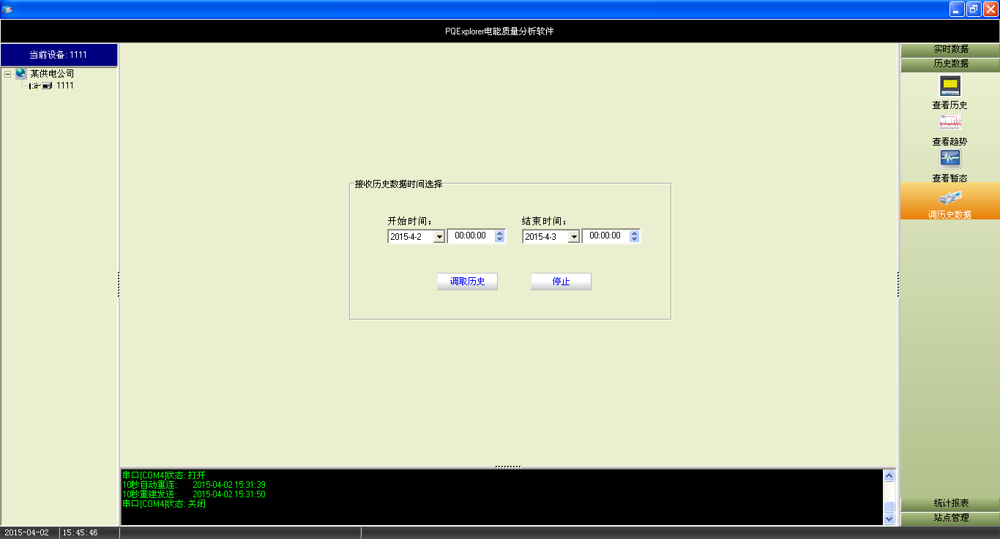 PQExplorer电能质量分析软件
当前设备: 1111
某供电公司
1111
接收历史数据时间选择
开始时间: 结束时间:
2015-4-2 00:00:00 2015-4-3 00:00:00
调取历史 停止
实时数据
历史数据
查看历史
查看趋势
查看暂态
调历史数据
统计报表
站点管理
串口[COM4]状态: 打开
10秒自动重连: 2015-04-02 15:31:39
10秒重建发送: 2015-04-02 15:31:50
串口[COM4]状态: 关闭
2015-04-02 15:45:46